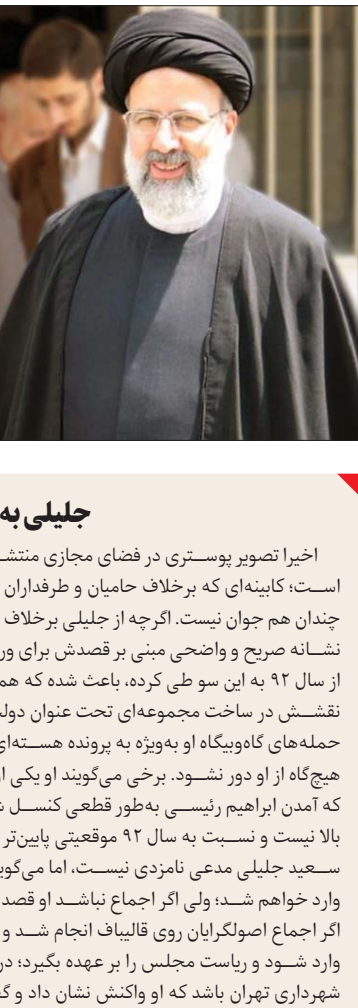 جلیلی به
اخیرا تصویر پوستری در فضای مجازی منتشـ
است؛ کابینه‌ای که برخلاف حامیان و طرفداران
چندان هم جوان نیست. اگرچه از جلیلی برخلاف
نشانه صریح و واضحی مبنی بر قصدش برای ور
از سال ۹۲ به این سو طی کرده، باعث شده که هم
نقشش در ساخت مجموعه‌ای تحت عنوان دولت
حمله‌های گاه‌وبیگاه او به‌ویژه به پرونده هسته‌ای
هیچ‌گاه از او دور نشود. برخی می‌گویند او یکی از
که آمدن ابراهیم رئیسی به‌طور قطعی کنسل شـ
بالا نیست و نسبت به سال ۹۲ موقعیتی پایین‌تر
سعید جلیلی مدعی نامزدی نیست، اما می‌گویـ
وارد خواهم شد؛ ولی اگر اجماع نباشد او قصد
اگر اجماع اصولگرایان روی قالیباف انجام شد و
وارد شود و ریاست مجلس را بر عهده بگیرد؛ در
شهرداری تهران باشد که او واکنش نشان داد و گفـ